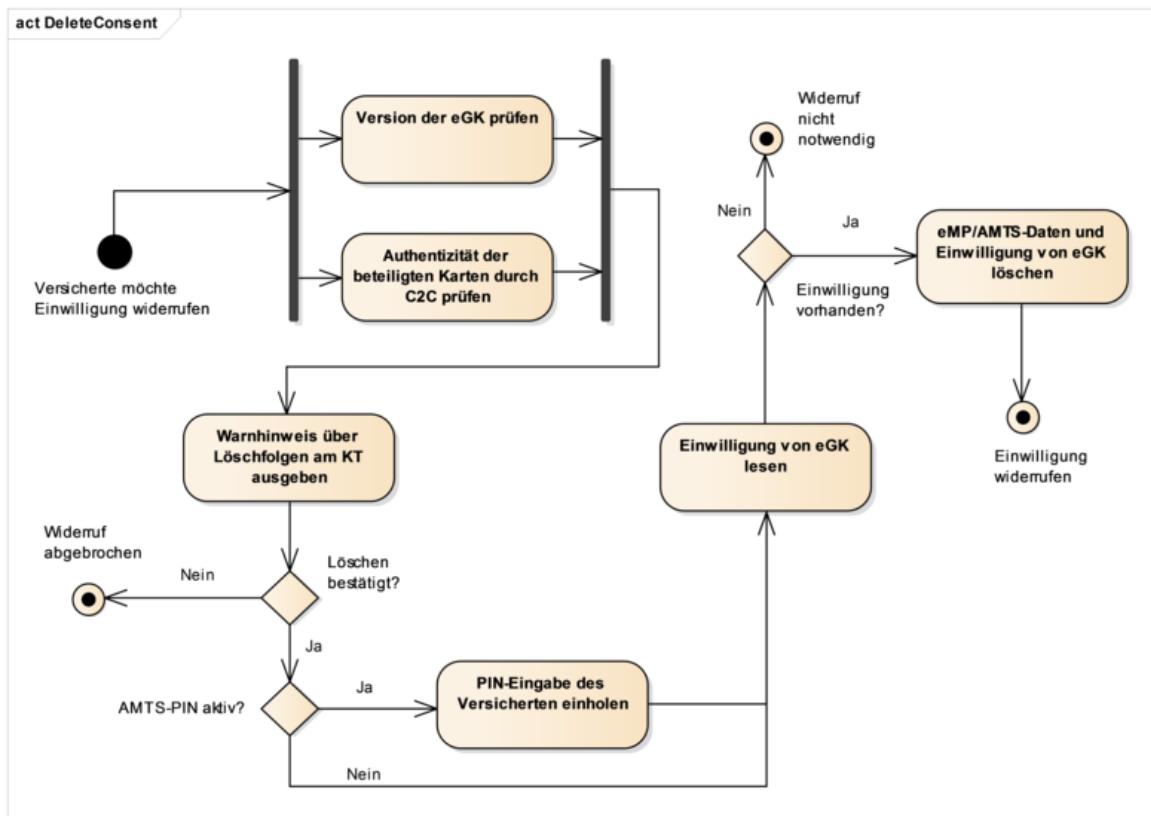 act DeleteConsent
Version der eGK prüfen
Authentizität der
beteiligten Karten durch
C2C prüfen
Versicherte möchte
Einwilligung widerrufen
Warnhinweis über
Löschfolgen am KT
ausgeben
Widerruf
abgebrochen
Nein
Löschen
bestätigt?
Ja
AMTS-PIN aktiv?
Ja
PIN-Eingabe des
Versicherten einholen
Nein
Einwilligung von eGK
lesen
Widerruf
nicht
notwendig
Nein
Ja
Einwilligung
vorhanden?
eMP/AMTS-Daten und
Einwilligung von eGK
löschen
Einwilligung
widerrufen